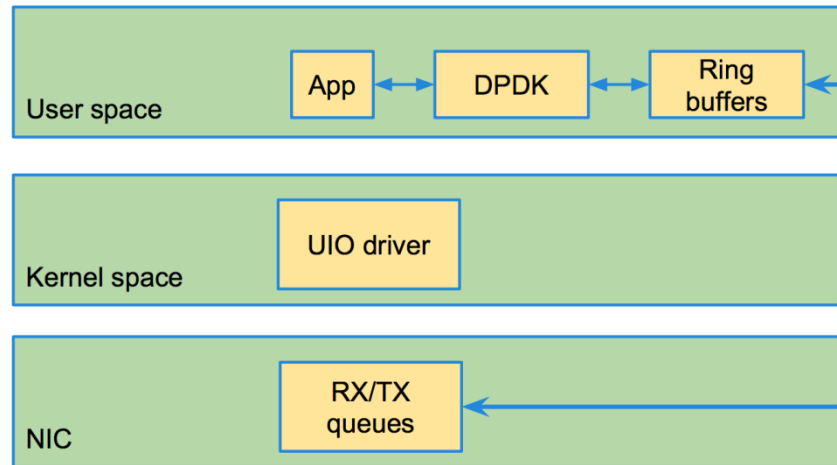 App
DPDK
Ring
buffers
User space
UIO driver
Kernel space
RX/TX
queues
NIC